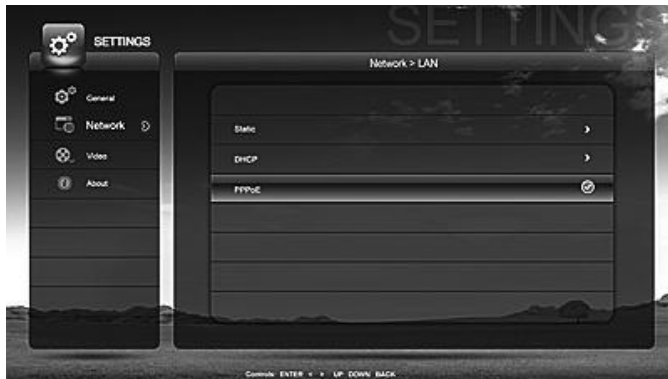 SETTINGS
SETTINGS
Network > LAN
General
Network
Video
About
Static
DHCP
PPPoE
Controls: ENTER < > UP DOWN BACK